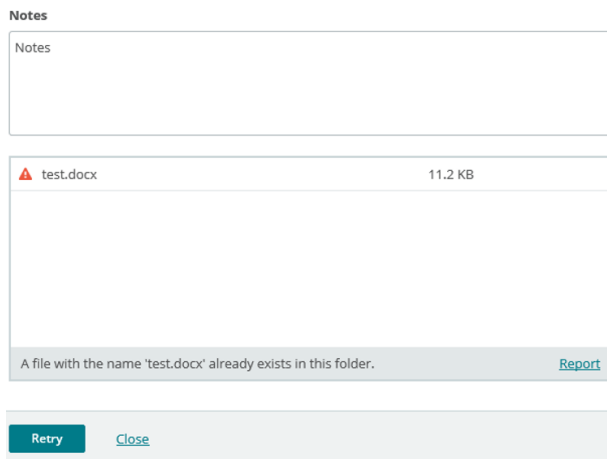 Notes
Notes
test.docx 11.2 KB
A file with the name 'test.docx' already exists in this folder. Report
Retry Close